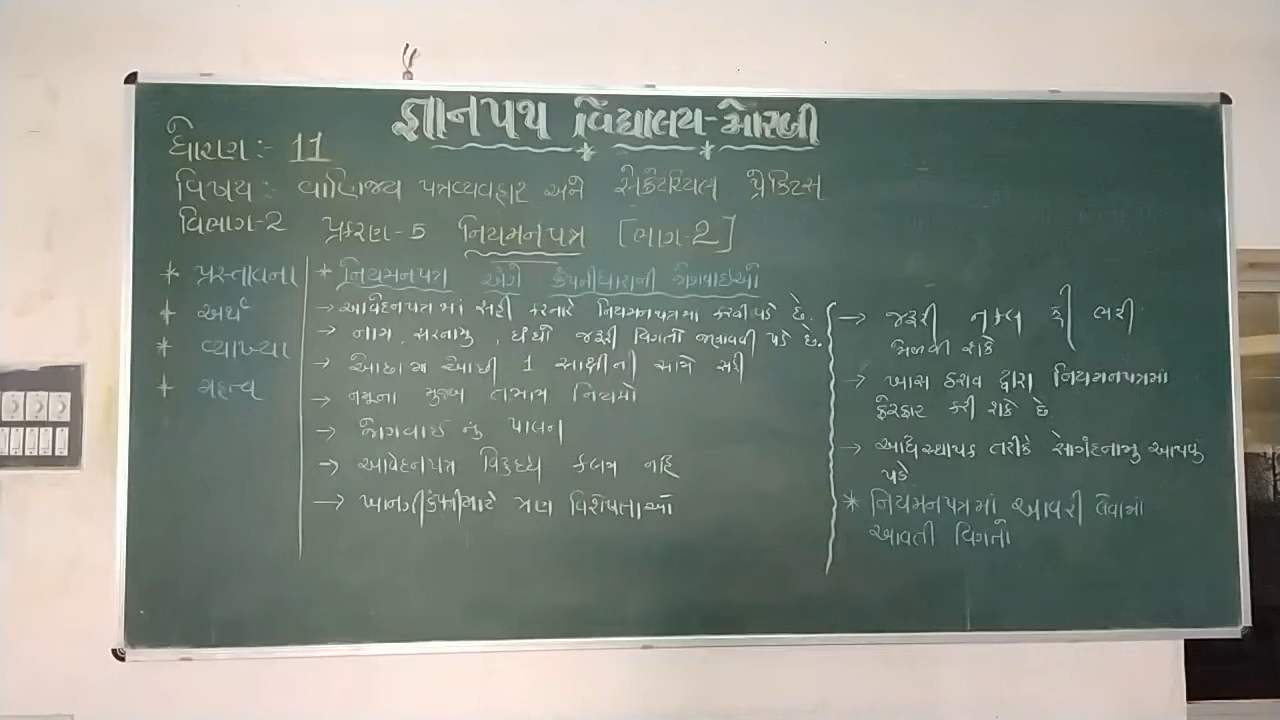 જ્ઞાનપથ વિદ્યાલય-મોરબી
ધોરણ:- 11
વિષય:- વાણિજ્ય પત્રવ્યવહાર અને સેક્રેટેરિયલ પ્રેક્ટિસ
વિભાગ-2 પ્રકરણ-5 નિયમનપત્ર [ભાગ-2]
* પ્રસ્તાવના
* અર્થ
* વ્યાખ્યા
* મહત્વ
* નિયમનપત્ર અંગે કંપનીધારાની જોગવાઈઓ
→ આવેદનપત્રમાં સહી કરનારે નિયમનપત્રમાં કરવી પડે છે.
→ નામ, સરનામુ, ધંધો જરૂરી વિગતો જણાવવી પડે છે.
→ ઓછામાં ઓછી 1 સાક્ષીની સામે સહી
→ નમૂના મુજબ તમામ નિયમો
→ જોગવાઈ નું પાલન
→ આવેદનપત્ર વિરુધ્ધ કલમ નહિ
→ ખાનગી કંપની માટે ત્રણ વિશેષતાઓ
→ જરૂરી નકલ ફી ભરી
મેળવી શકે
→ ખાસ ઠરાવ દ્વારા નિયમનપત્રમાં
ફેરફાર કરી શકે છે.
→ આદ્યસ્થાપક તરીકે સોગંદનામુ આપવુ
પડે
* નિયમનપત્રમાં આવરી લેવામાં
આવતી વિગતો